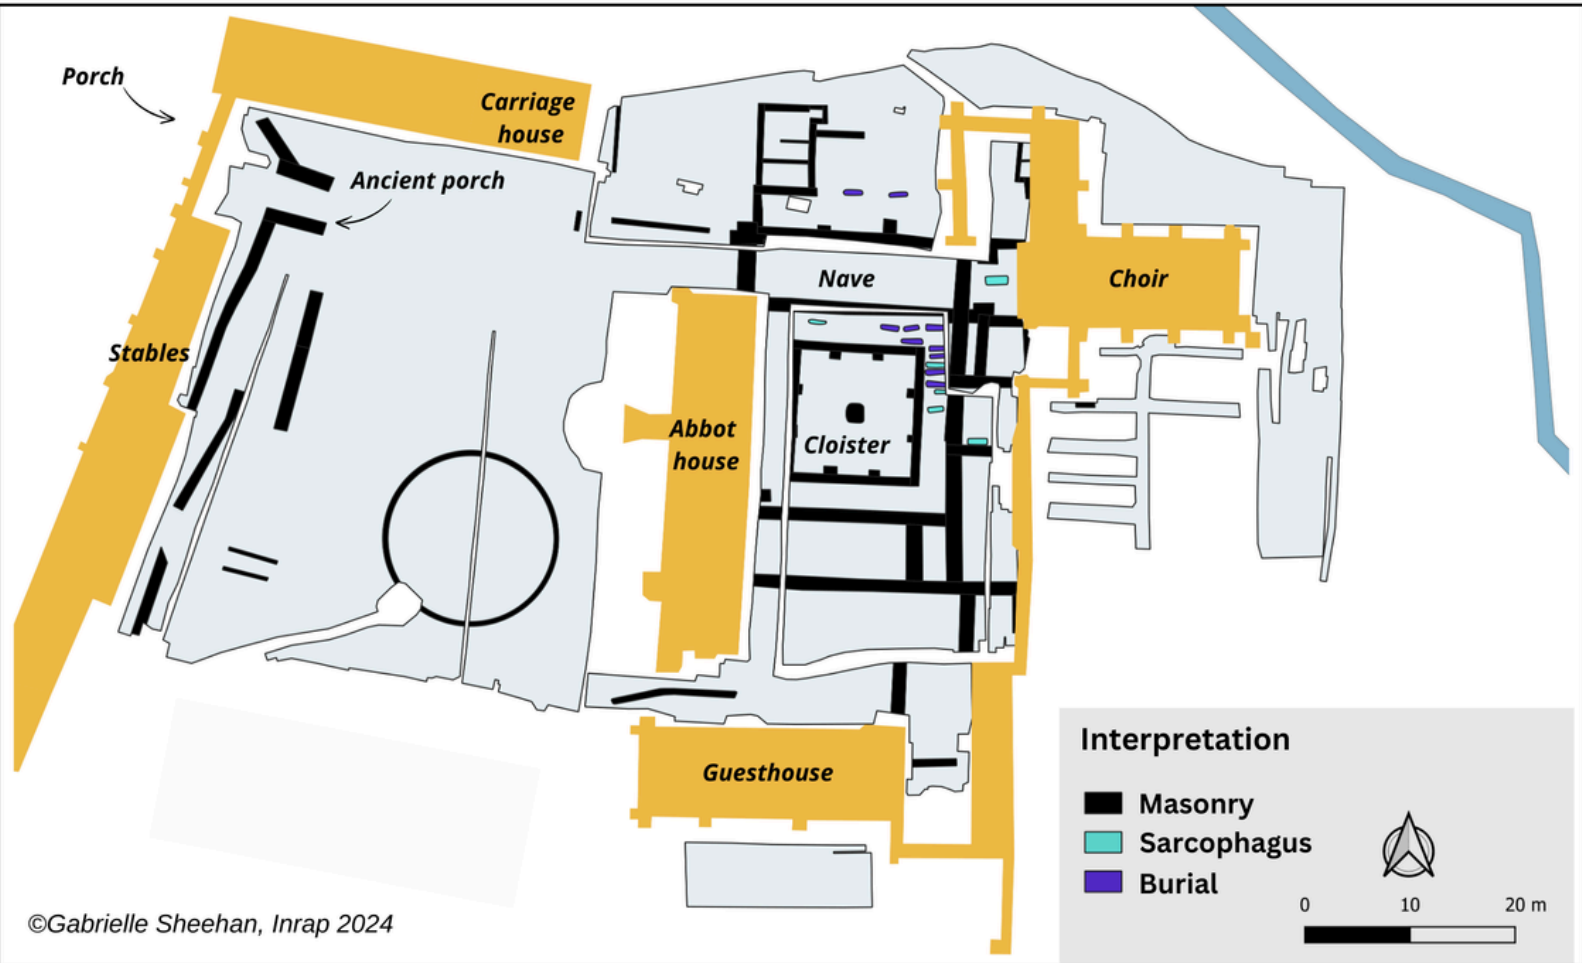 Porch
Carriage
house
Ancient porch
Nave
Choir
Stables
Abbot
house
Cloister
Guesthouse
Interpretation
Masonry
Sarcophagus
Burial
0 10 20 m
©Gabrielle Sheehan, Inrap 2024